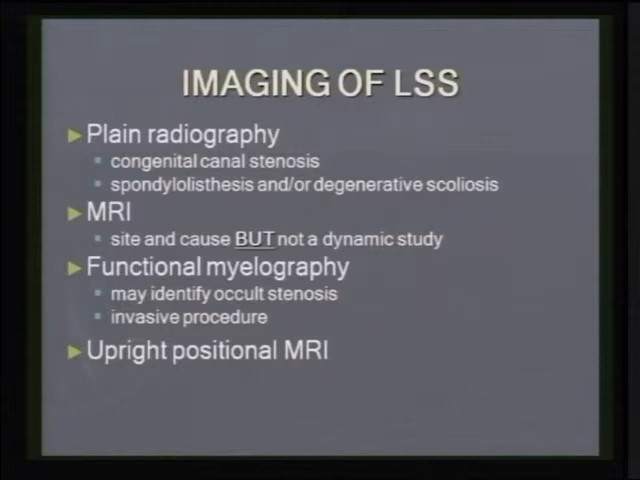 IMAGING OF LSS
Plain radiography
congenital canal stenosis
spondylolisthesis and/or degenerative scoliosis
MRI
site and cause BUT not a dynamic study
Functional myelography
may identify occult stenosis
invasive procedure
Upright positional MRI